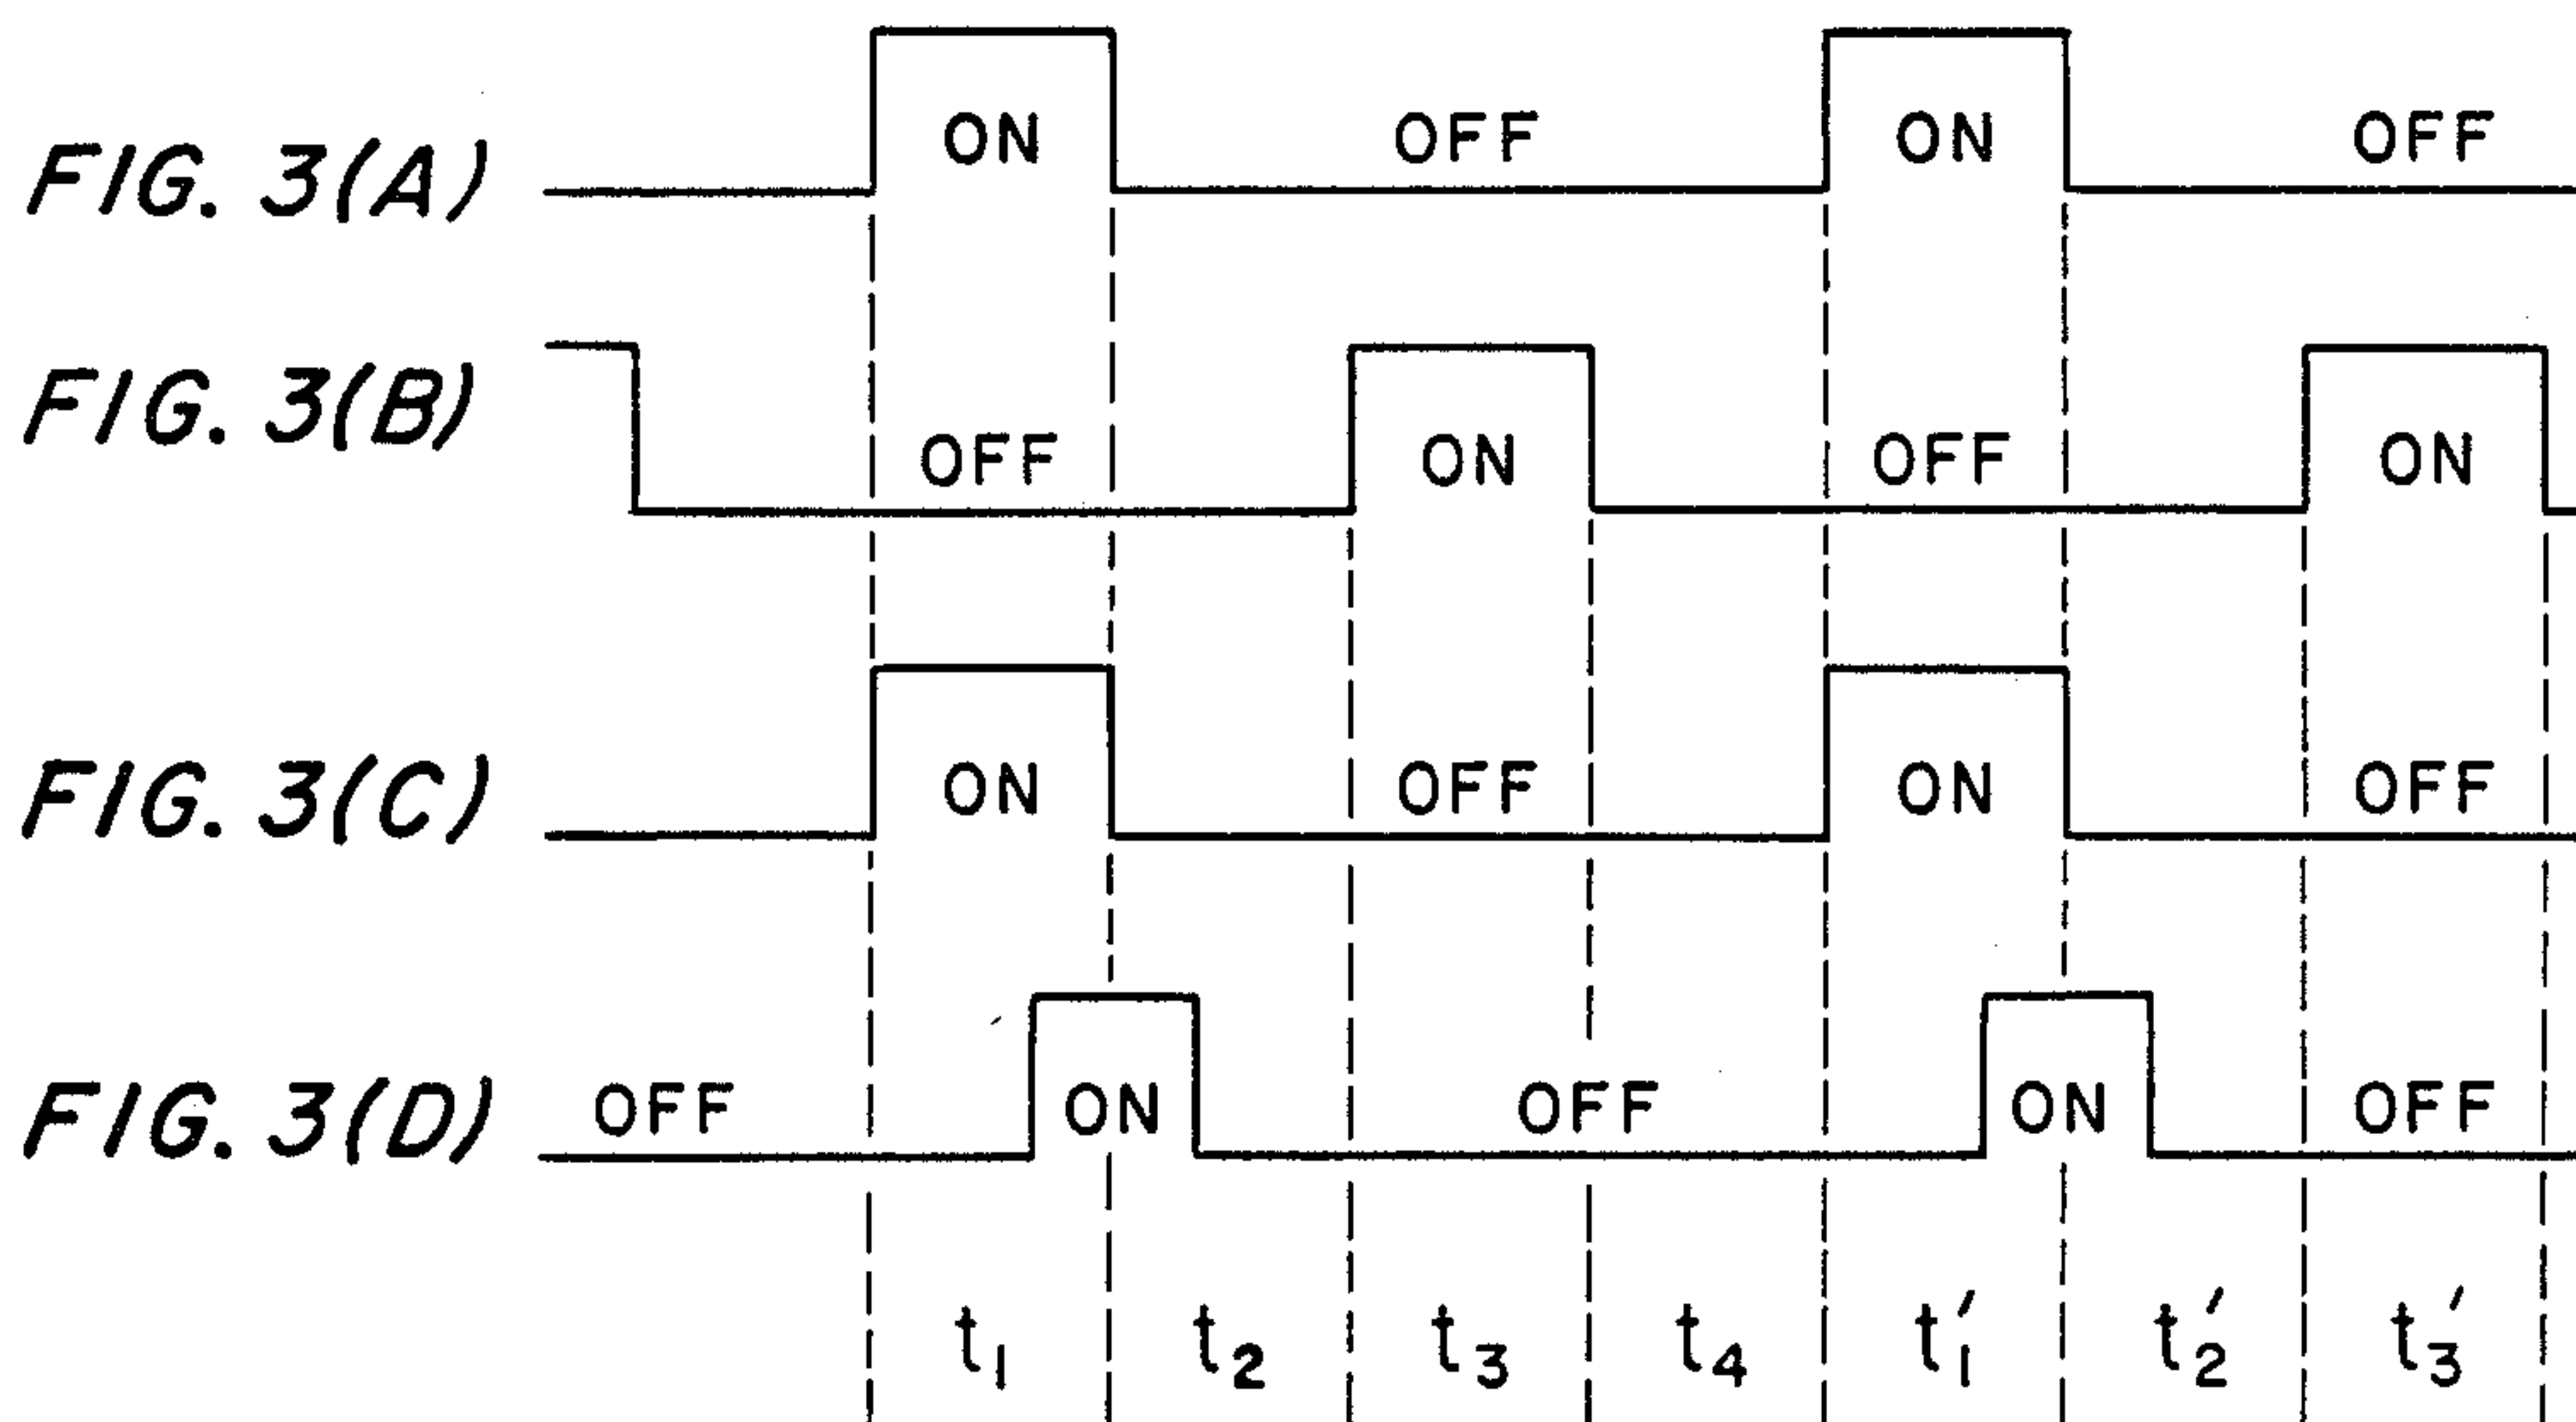 FIG. 3(A) ON OFF ON OFF
FIG. 3(B) OFF ON OFF ON
FIG. 3(C) ON OFF ON OFF
FIG. 3(D) OFF ON OFF ON OFF
t₁ t₂ t₃ t₄ t₁′ t₂′ t₃′